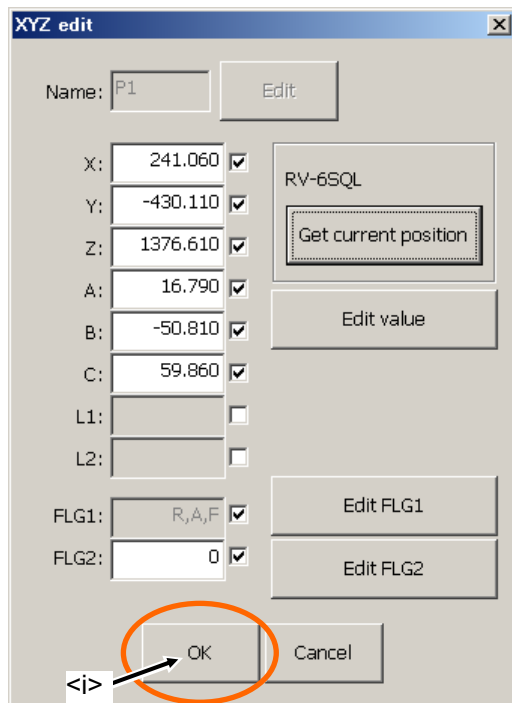 XYZ edit
Name: P1 Edit
X: 241.060
Y: -430.110
Z: 1376.610
A: 16.790
B: -50.810
C: 59.860
L1:
L2:
RV-6SQL
Get current position
Edit value
FLG1: R,A,F
FLG2: 0
Edit FLG1
Edit FLG2
OK Cancel
<i>